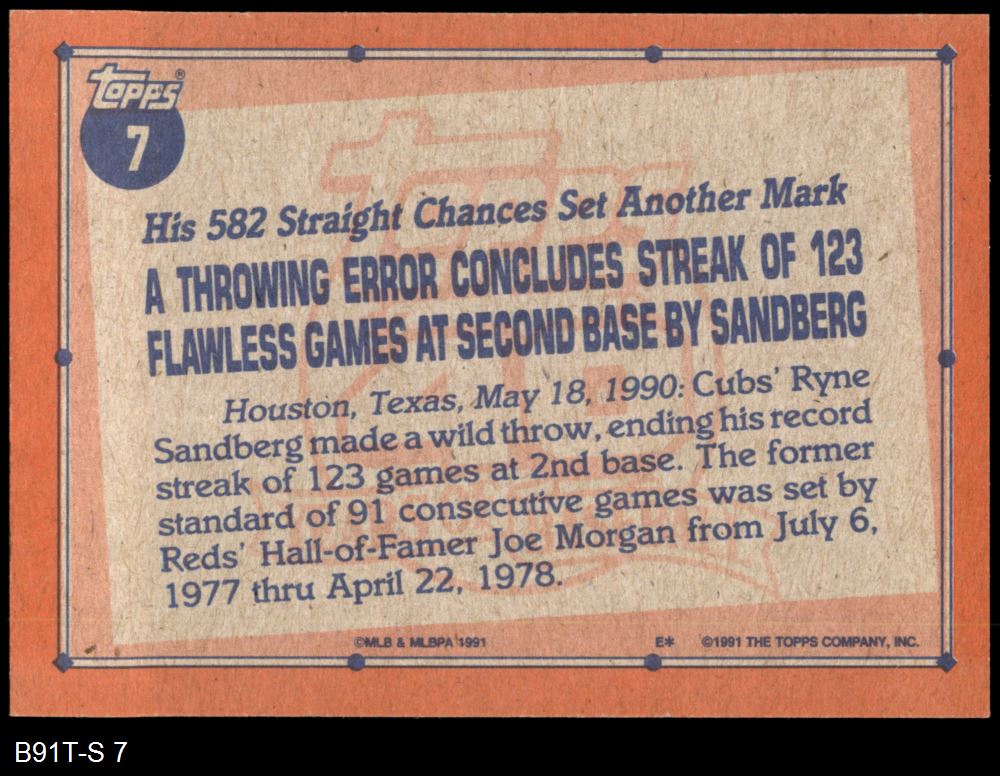 Topps®
7
His 582 Straight Chances Set Another Mark
A THROWING ERROR CONCLUDES STREAK OF 123
FLAWLESS GAMES AT SECOND BASE BY SANDBERG
Houston, Texas, May 18, 1990: Cubs' Ryne
Sandberg made a wild throw, ending his record
streak of 123 games at 2nd base. The former
standard of 91 consecutive games was set by
Reds' Hall-of-Famer Joe Morgan from July 6,
1977 thru April 22, 1978.
©MLB & MLBPA 1991 E* ©1991 THE TOPPS COMPANY, INC.
B91T-S 7